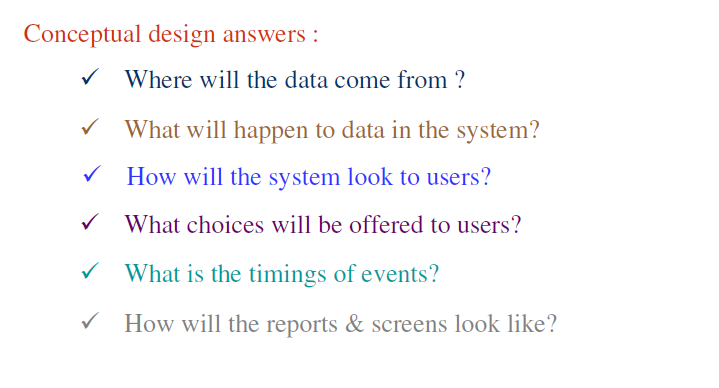 Conceptual design answers :
✓ Where will the data come from ?
✓ What will happen to data in the system?
✓ How will the system look to users?
✓ What choices will be offered to users?
✓ What is the timings of events?
✓ How will the reports & screens look like?